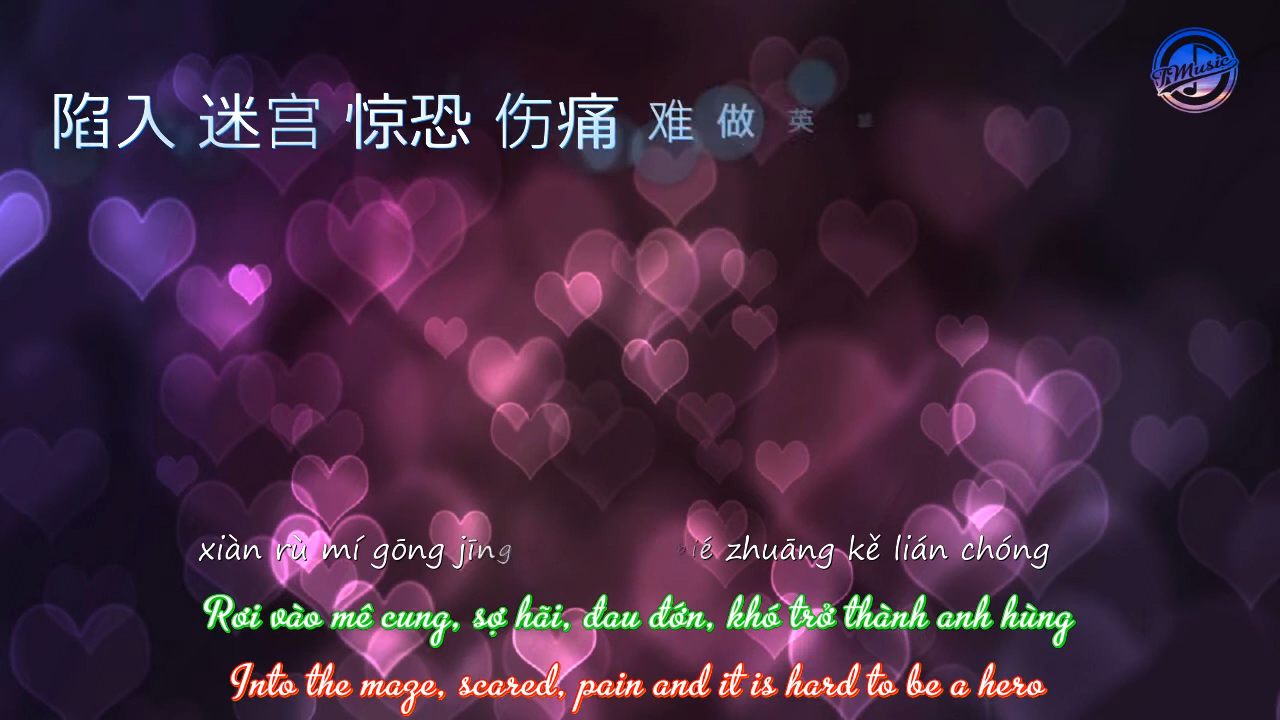 陷入 迷宫 惊恐 伤痛 难 做 英
TiMusic
xiàn rù mí gōng jīng bié zhuāng kě lián chóng
Rơi vào mê cung, sợ hãi, đau đớn, khó trở thành anh hùng
Into the maze, scared, pain and it is hard to be a hero